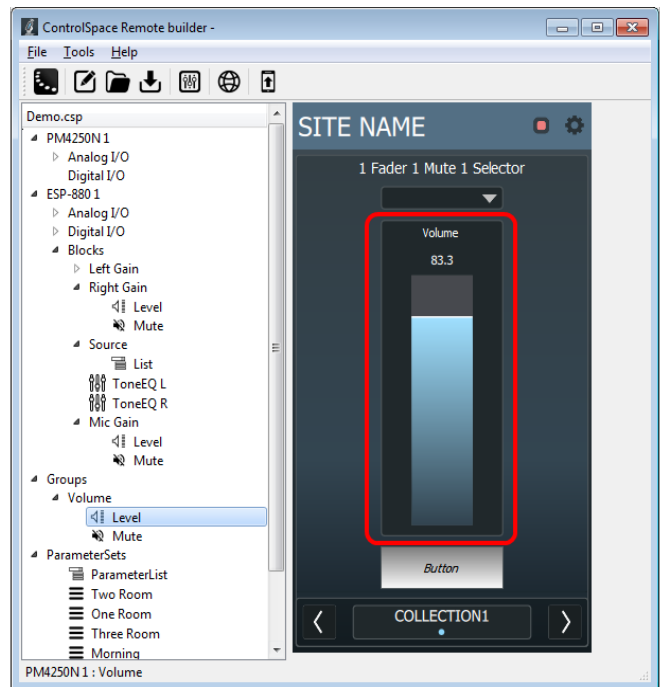 ControlSpace Remote builder -
File Tools Help
Demo.csp
PM4250N 1
Analog I/O
Digital I/O
ESP-880 1
Analog I/O
Digital I/O
Blocks
Left Gain
Right Gain
Level
Mute
Source
List
ToneEQ L
ToneEQ R
Mic Gain
Level
Mute
Groups
Volume
Level
Mute
ParameterSets
ParameterList
Two Room
One Room
Three Room
Morning
SITE NAME
1 Fader 1 Mute 1 Selector
Volume
83.3
Button
COLLECTION1
PM4250N 1 : Volume